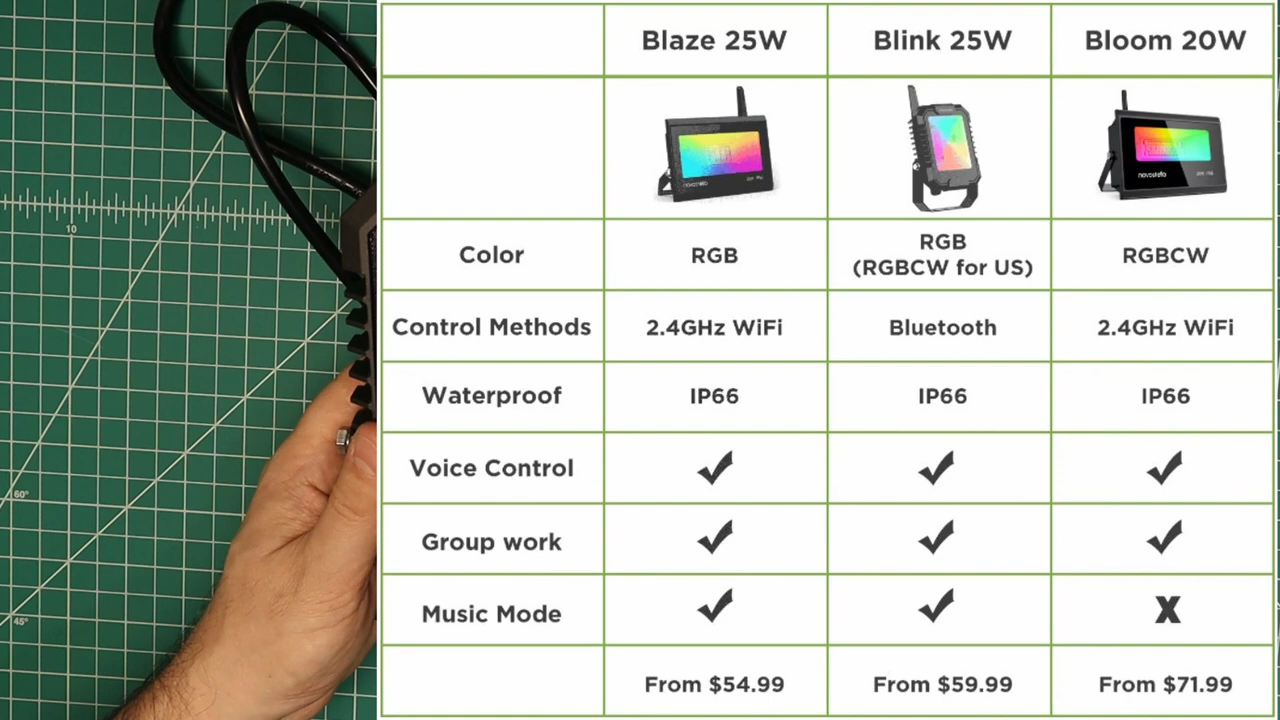 Blaze 25W
Blink 25W
Bloom 20W
novostella
Color
RGB
RGB
(RGBCW for US)
RGBCW
Control Methods
2.4GHz WiFi
Bluetooth
2.4GHz WiFi
Waterproof
IP66
IP66
IP66
Voice Control
Group work
Music Mode
X
From $54.99
From $59.99
From $71.99
10
60°
45°